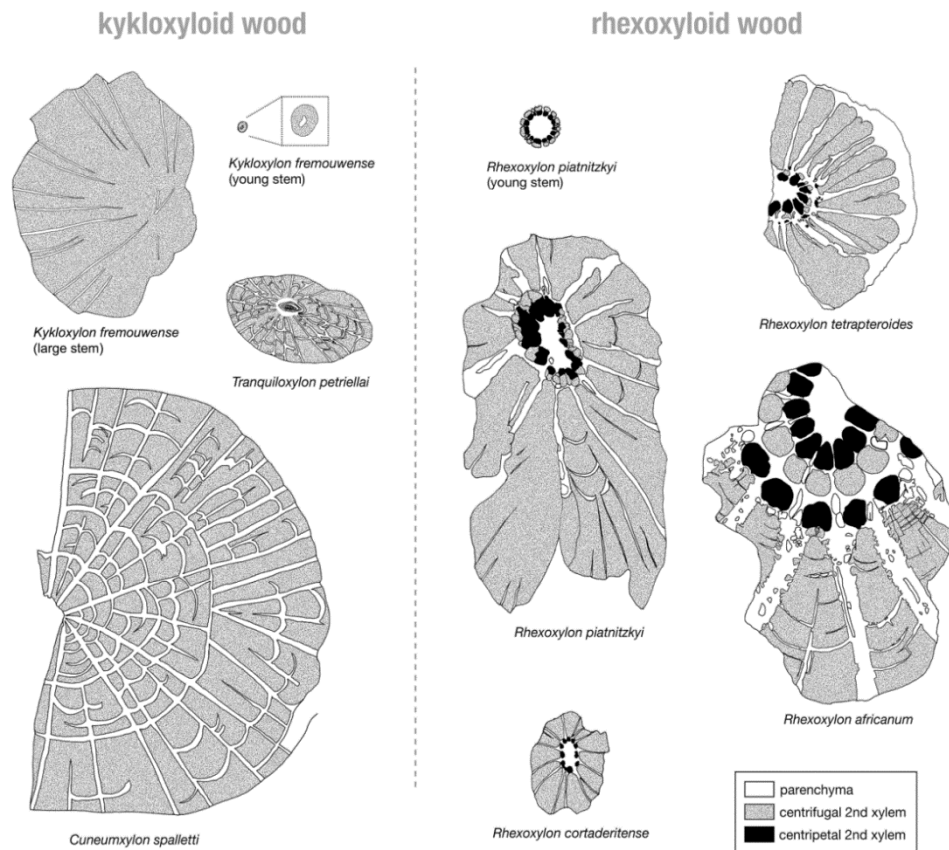 kykloxyloid wood
Kykloxylon fremouwense
(young stem)
Kykloxylon fremouwense
(large stem)
Tranquiloxylon petriellai
Cuneumxylon spalletti
rhexoxyloid wood
Rhexoxylon piatnitzkyi
(young stem)
Rhexoxylon tetrapteroides
Rhexoxylon piatnitzkyi
Rhexoxylon africanum
Rhexoxylon cortaderitense
parenchyma
centrifugal 2nd xylem
centripetal 2nd xylem